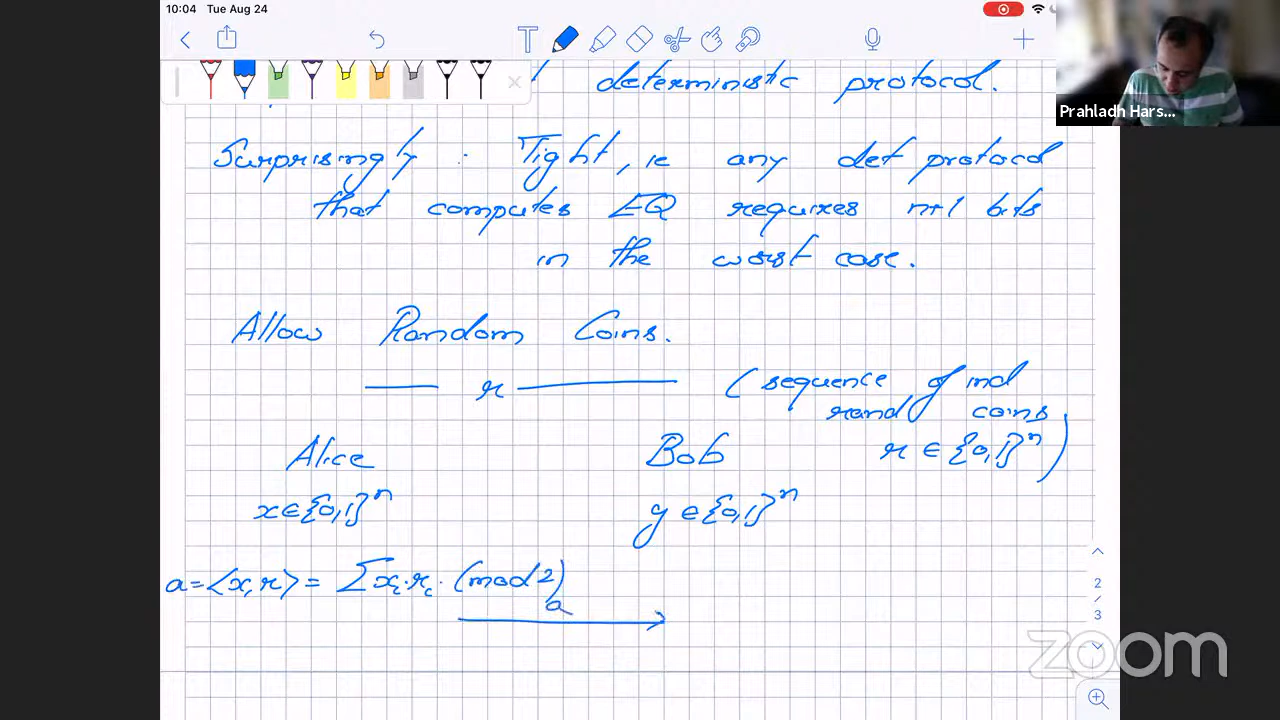 10:04 Tue Aug 24
deterministic protocol.
Prahladh Hars...
Surprisingly : Tight, ie any det protocol
that computes EQ requires n+1 bits
in the worst case.
Allow Random Coins.
r (sequence of ind
rand coins
Alice Bob r ∈ {0,1}ⁿ)
x ∈ {0,1}ⁿ y ∈ {0,1}ⁿ
a = ⟨x,r⟩ = Σ xᵢ·rᵢ · (mod 2)
a
2
/
3
zoom